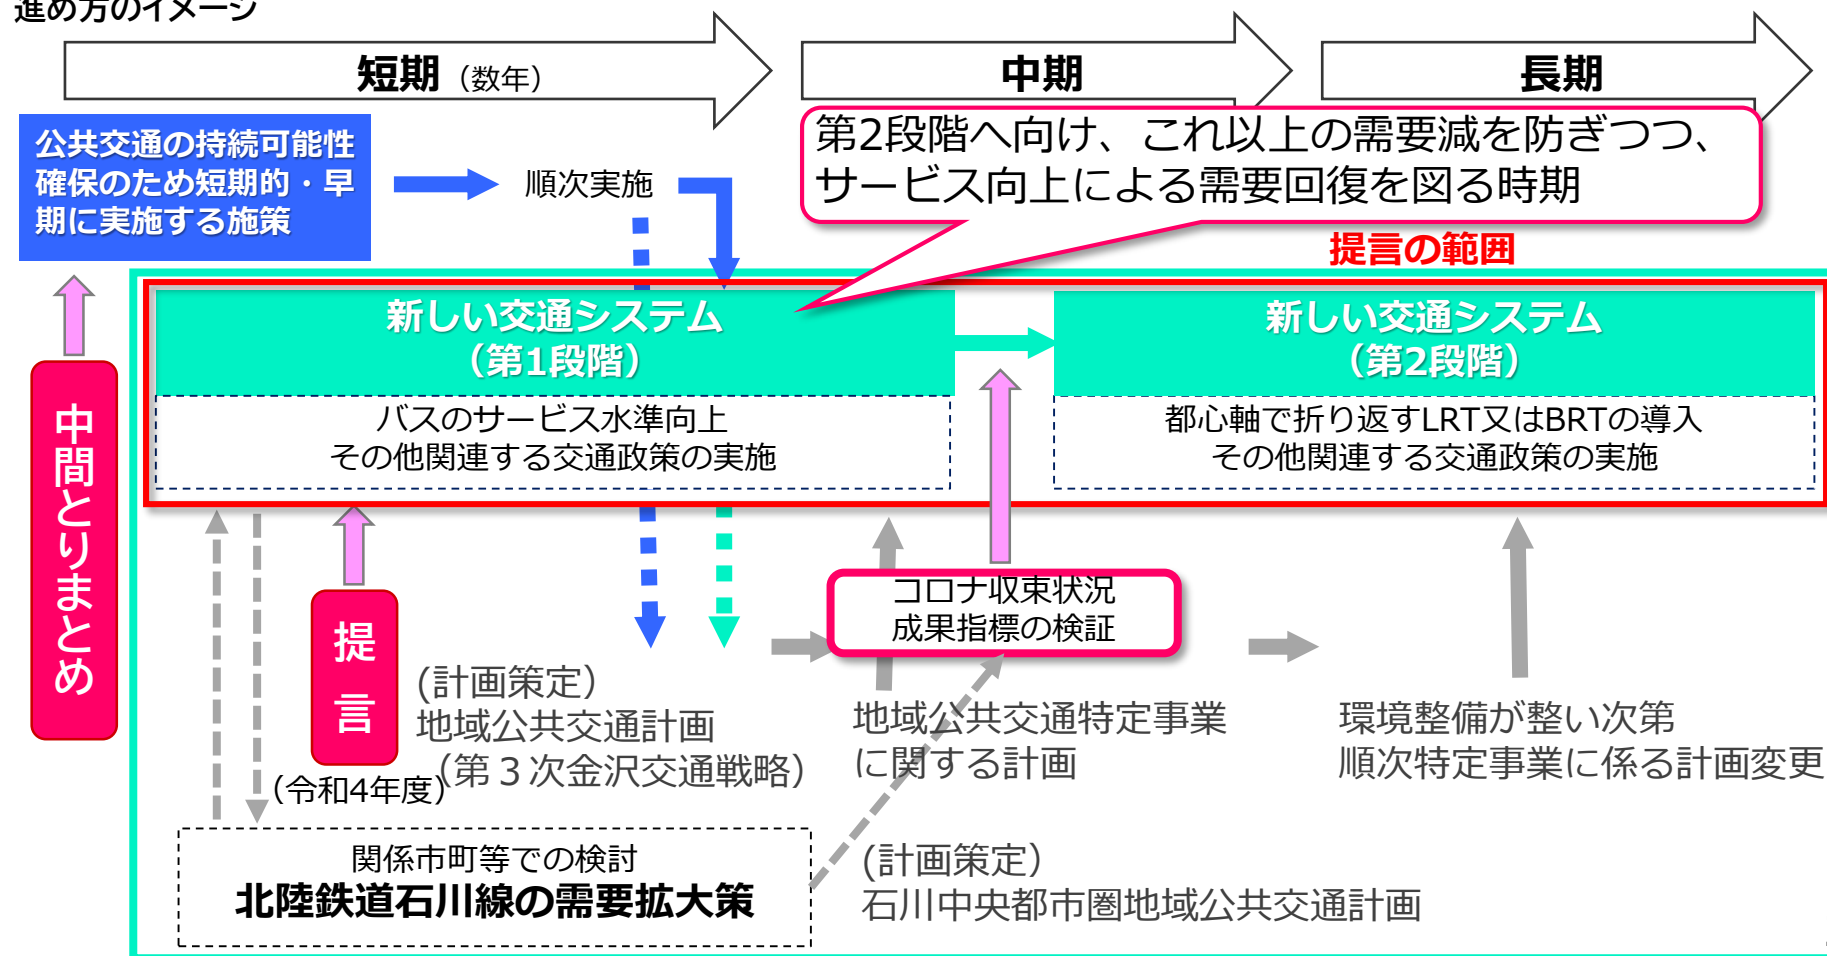 進め方のイメージ
短期（数年）
中期
長期
公共交通の持続可能性
確保のため短期的・早
期に実施する施策
順次実施
第2段階へ向け、これ以上の需要減を防ぎつつ、
サービス向上による需要回復を図る時期
提言の範囲
新しい交通システム
（第1段階）
バスのサービス水準向上
その他関連する交通政策の実施
新しい交通システム
（第2段階）
都心軸で折り返すLRT又はBRTの導入
その他関連する交通政策の実施
中間とりまとめ
提言
（令和4年度）
(計画策定）
地域公共交通計画
（第３次金沢交通戦略）
コロナ収束状況
成果指標の検証
地域公共交通特定事業
に関する計画
環境整備が整い次第
順次特定事業に係る計画変更
関係市町等での検討
北陸鉄道石川線の需要拡大策
(計画策定）
石川中央都市圏地域公共交通計画